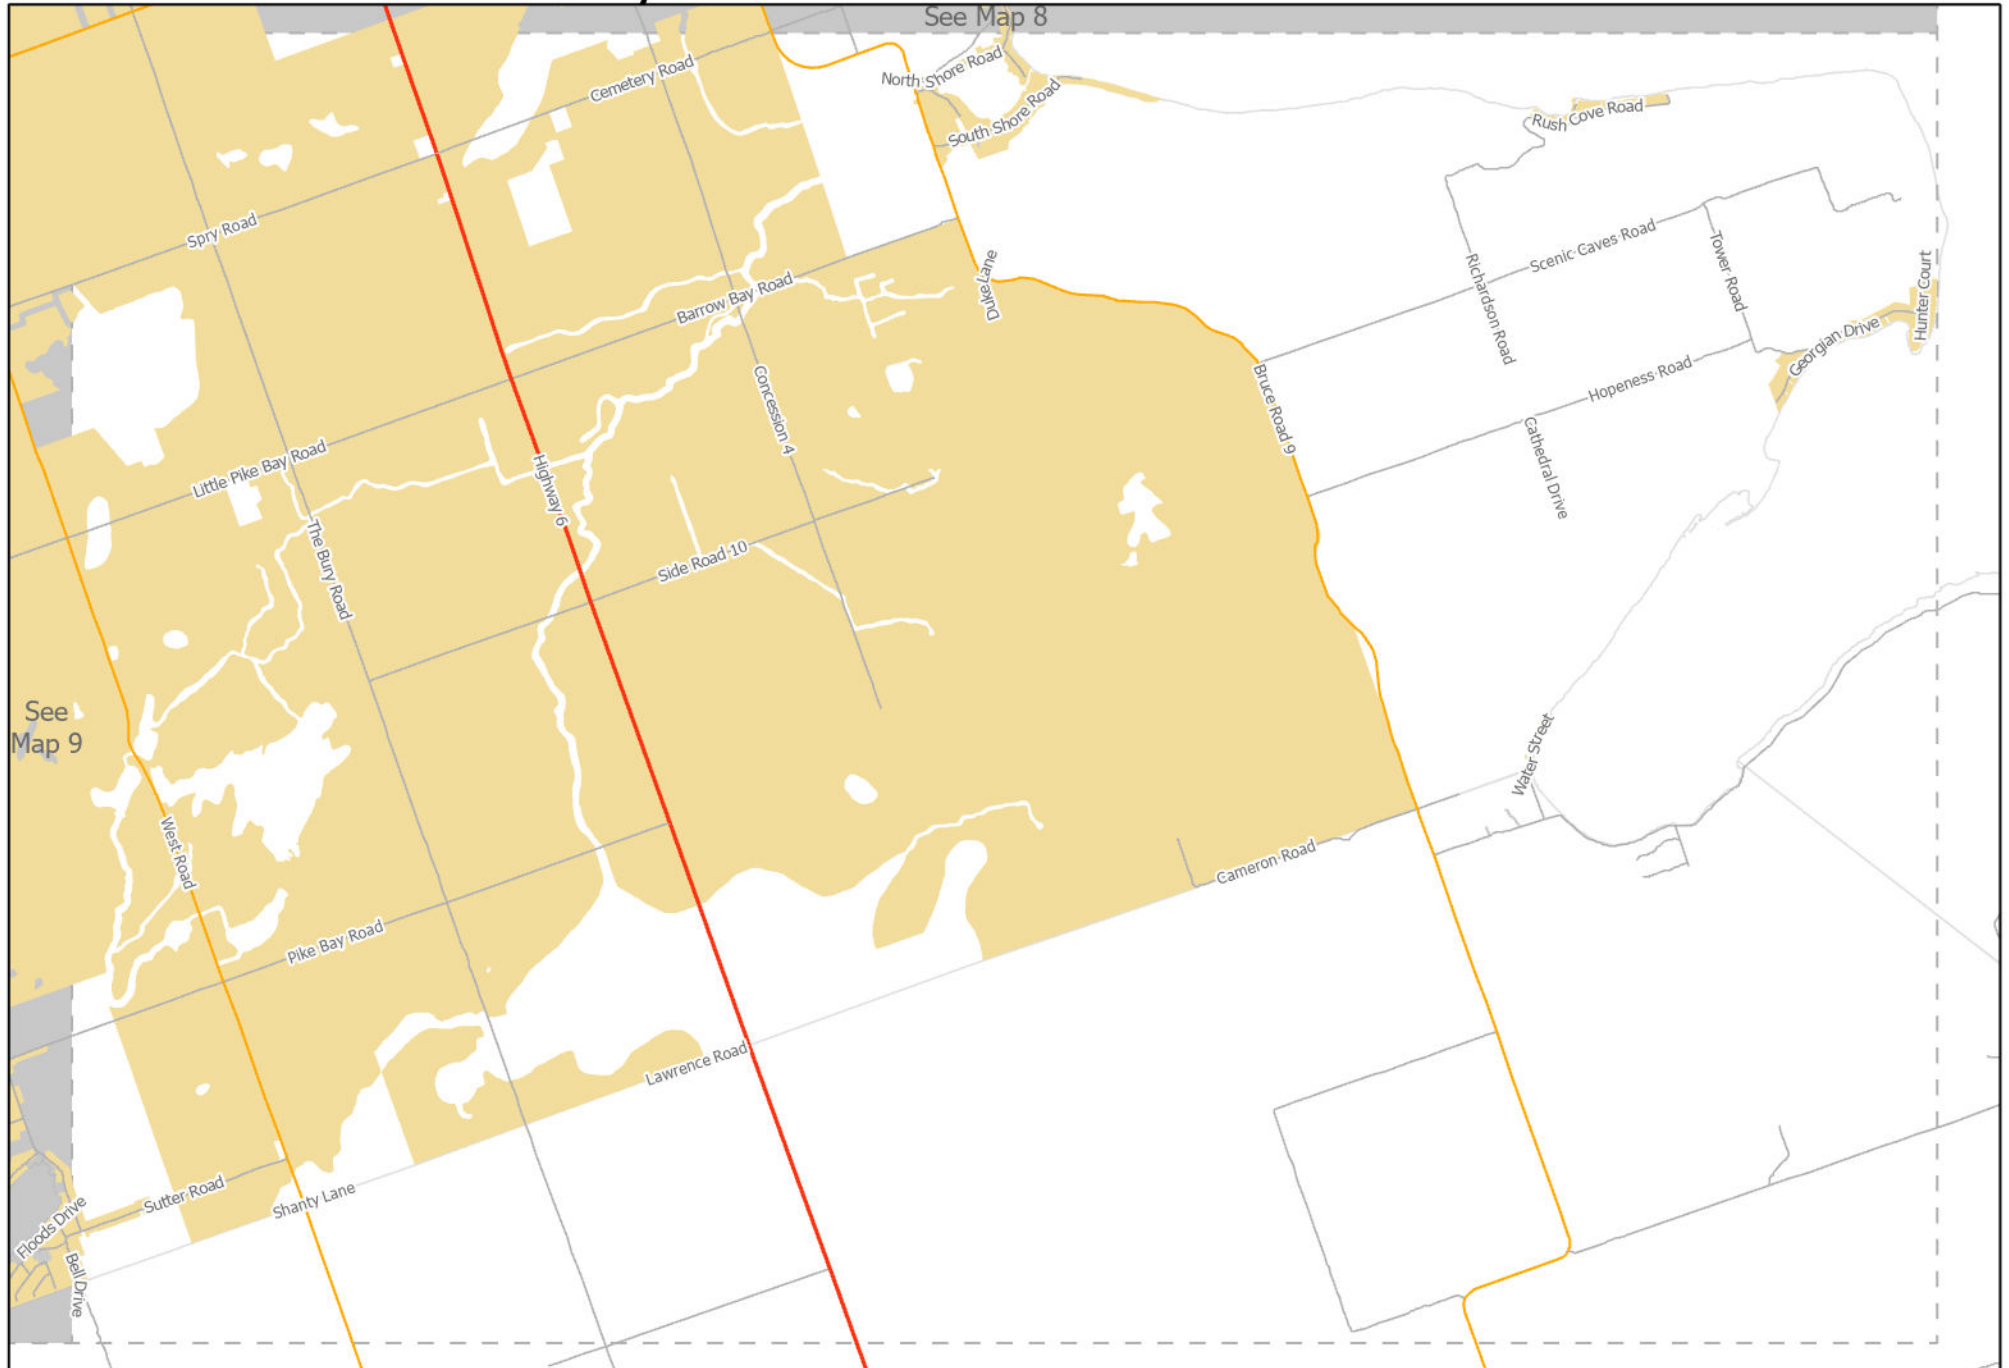 See Map 8
North Shore Road
Cemetery Road
South Shore Road
Rush Cove Road
Spry Road
Scenic Caves Road
Tower Road
Duke Lane
Richardson Road
Hunter Court
Barrow Bay Road
Georgian Drive
Concession 4
Bruce Road 9
Hopeness Road
Cathedral Drive
Little Pike Bay Road
Highway 6
The Bury Road
Side Road 10
See
Map 9
Water Street
West Road
Cameron Road
Pike Bay Road
Lawrence Road
Sutter Road
Shanty Lane
Floods Drive
Bell Drive